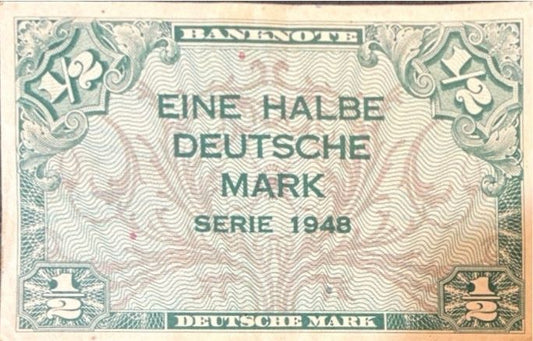 BANKNOTE
1/2 1/2
EINE HALBE
DEUTSCHE
MARK
SERIE 1948
1/2 1/2
DEUTSCHE MARK